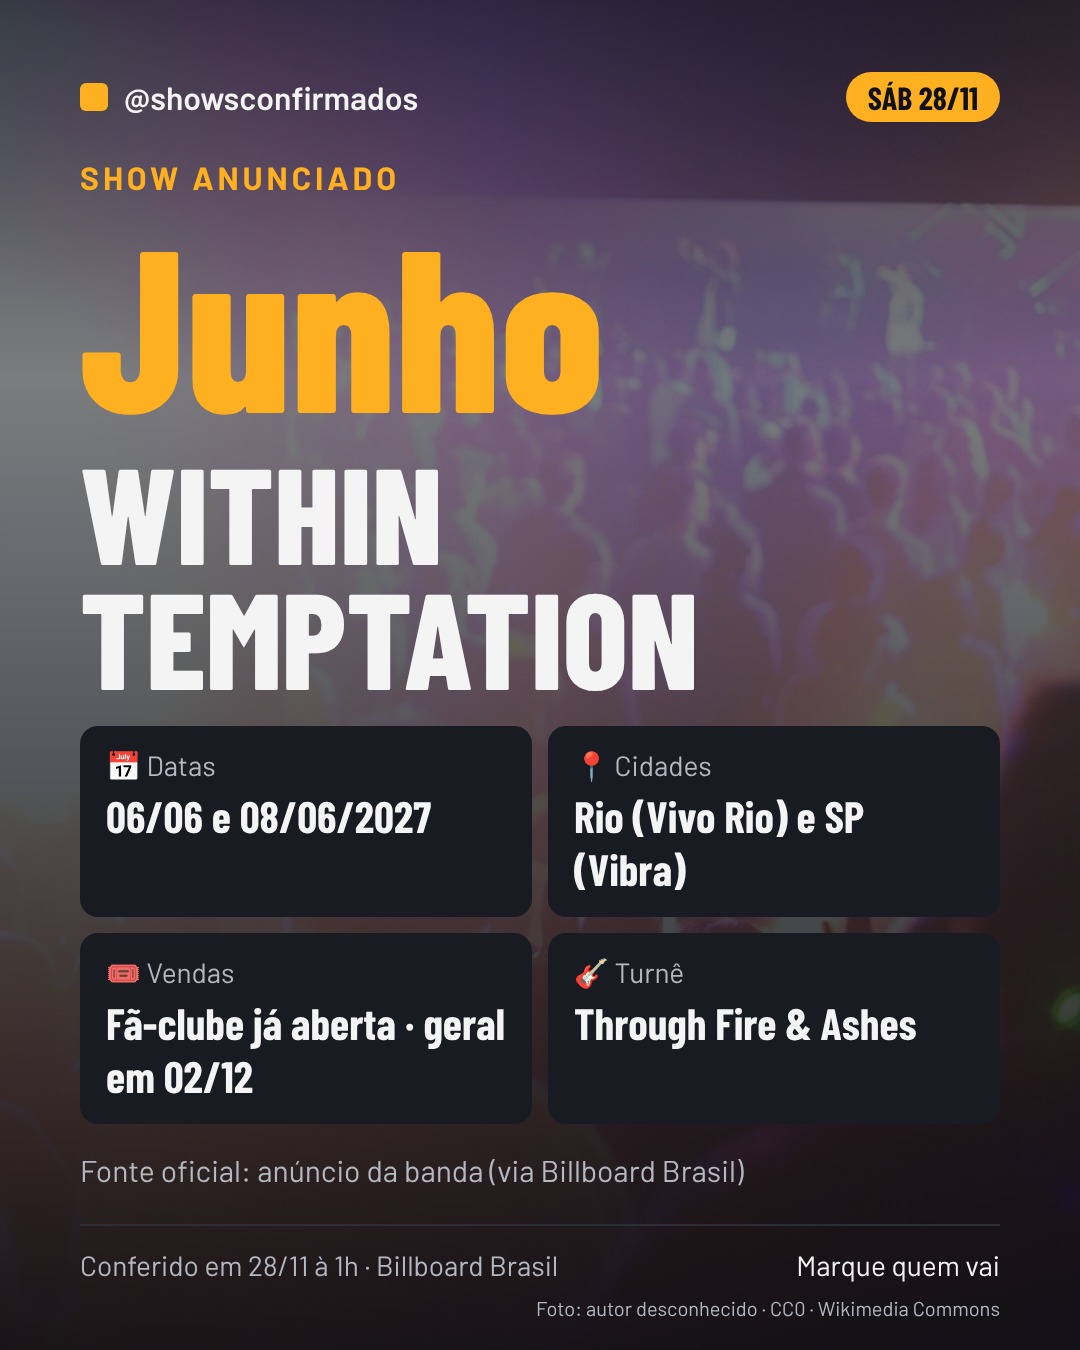 @showsconfirmados
SÁB 28/11
SHOW ANUNCIADO
Junho
WITHIN
TEMPTATION
📅 Datas
06/06 e 08/06/2027
📍 Cidades
Rio (Vivo Rio) e SP
(Vibra)
🎟️ Vendas
Fã-clube já aberta · geral
em 02/12
🎸 Turnê
Through Fire & Ashes
Fonte oficial: anúncio da banda (via Billboard Brasil)
Conferido em 28/11 à 1h · Billboard Brasil
Marque quem vai
Foto: autor desconhecido · CC0 · Wikimedia Commons